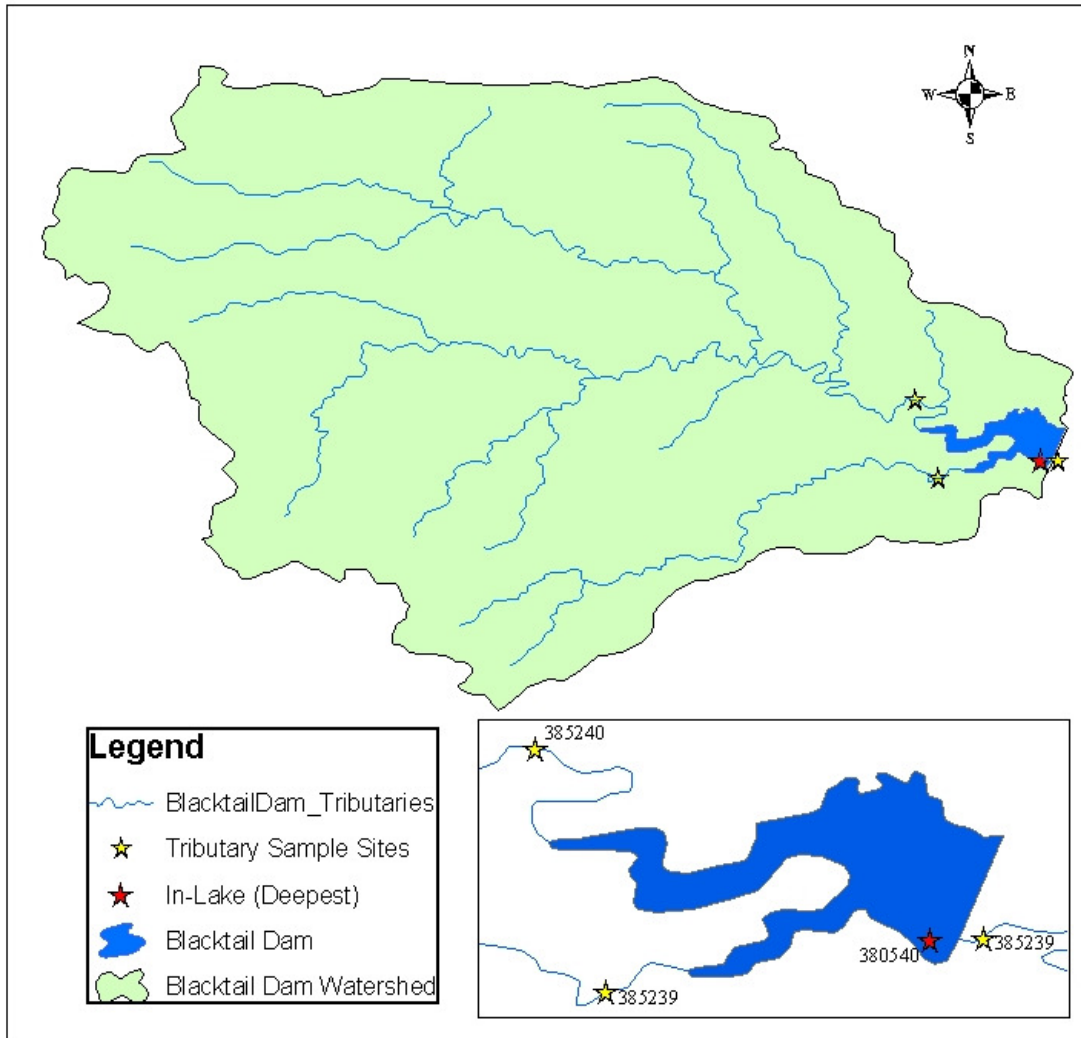 N
W E
S
Legend
BlacktailDam_Tributaries
Tributary Sample Sites
In-Lake (Deepest)
Blacktail Dam
Blacktail Dam Watershed
385240
380540
385239
385239